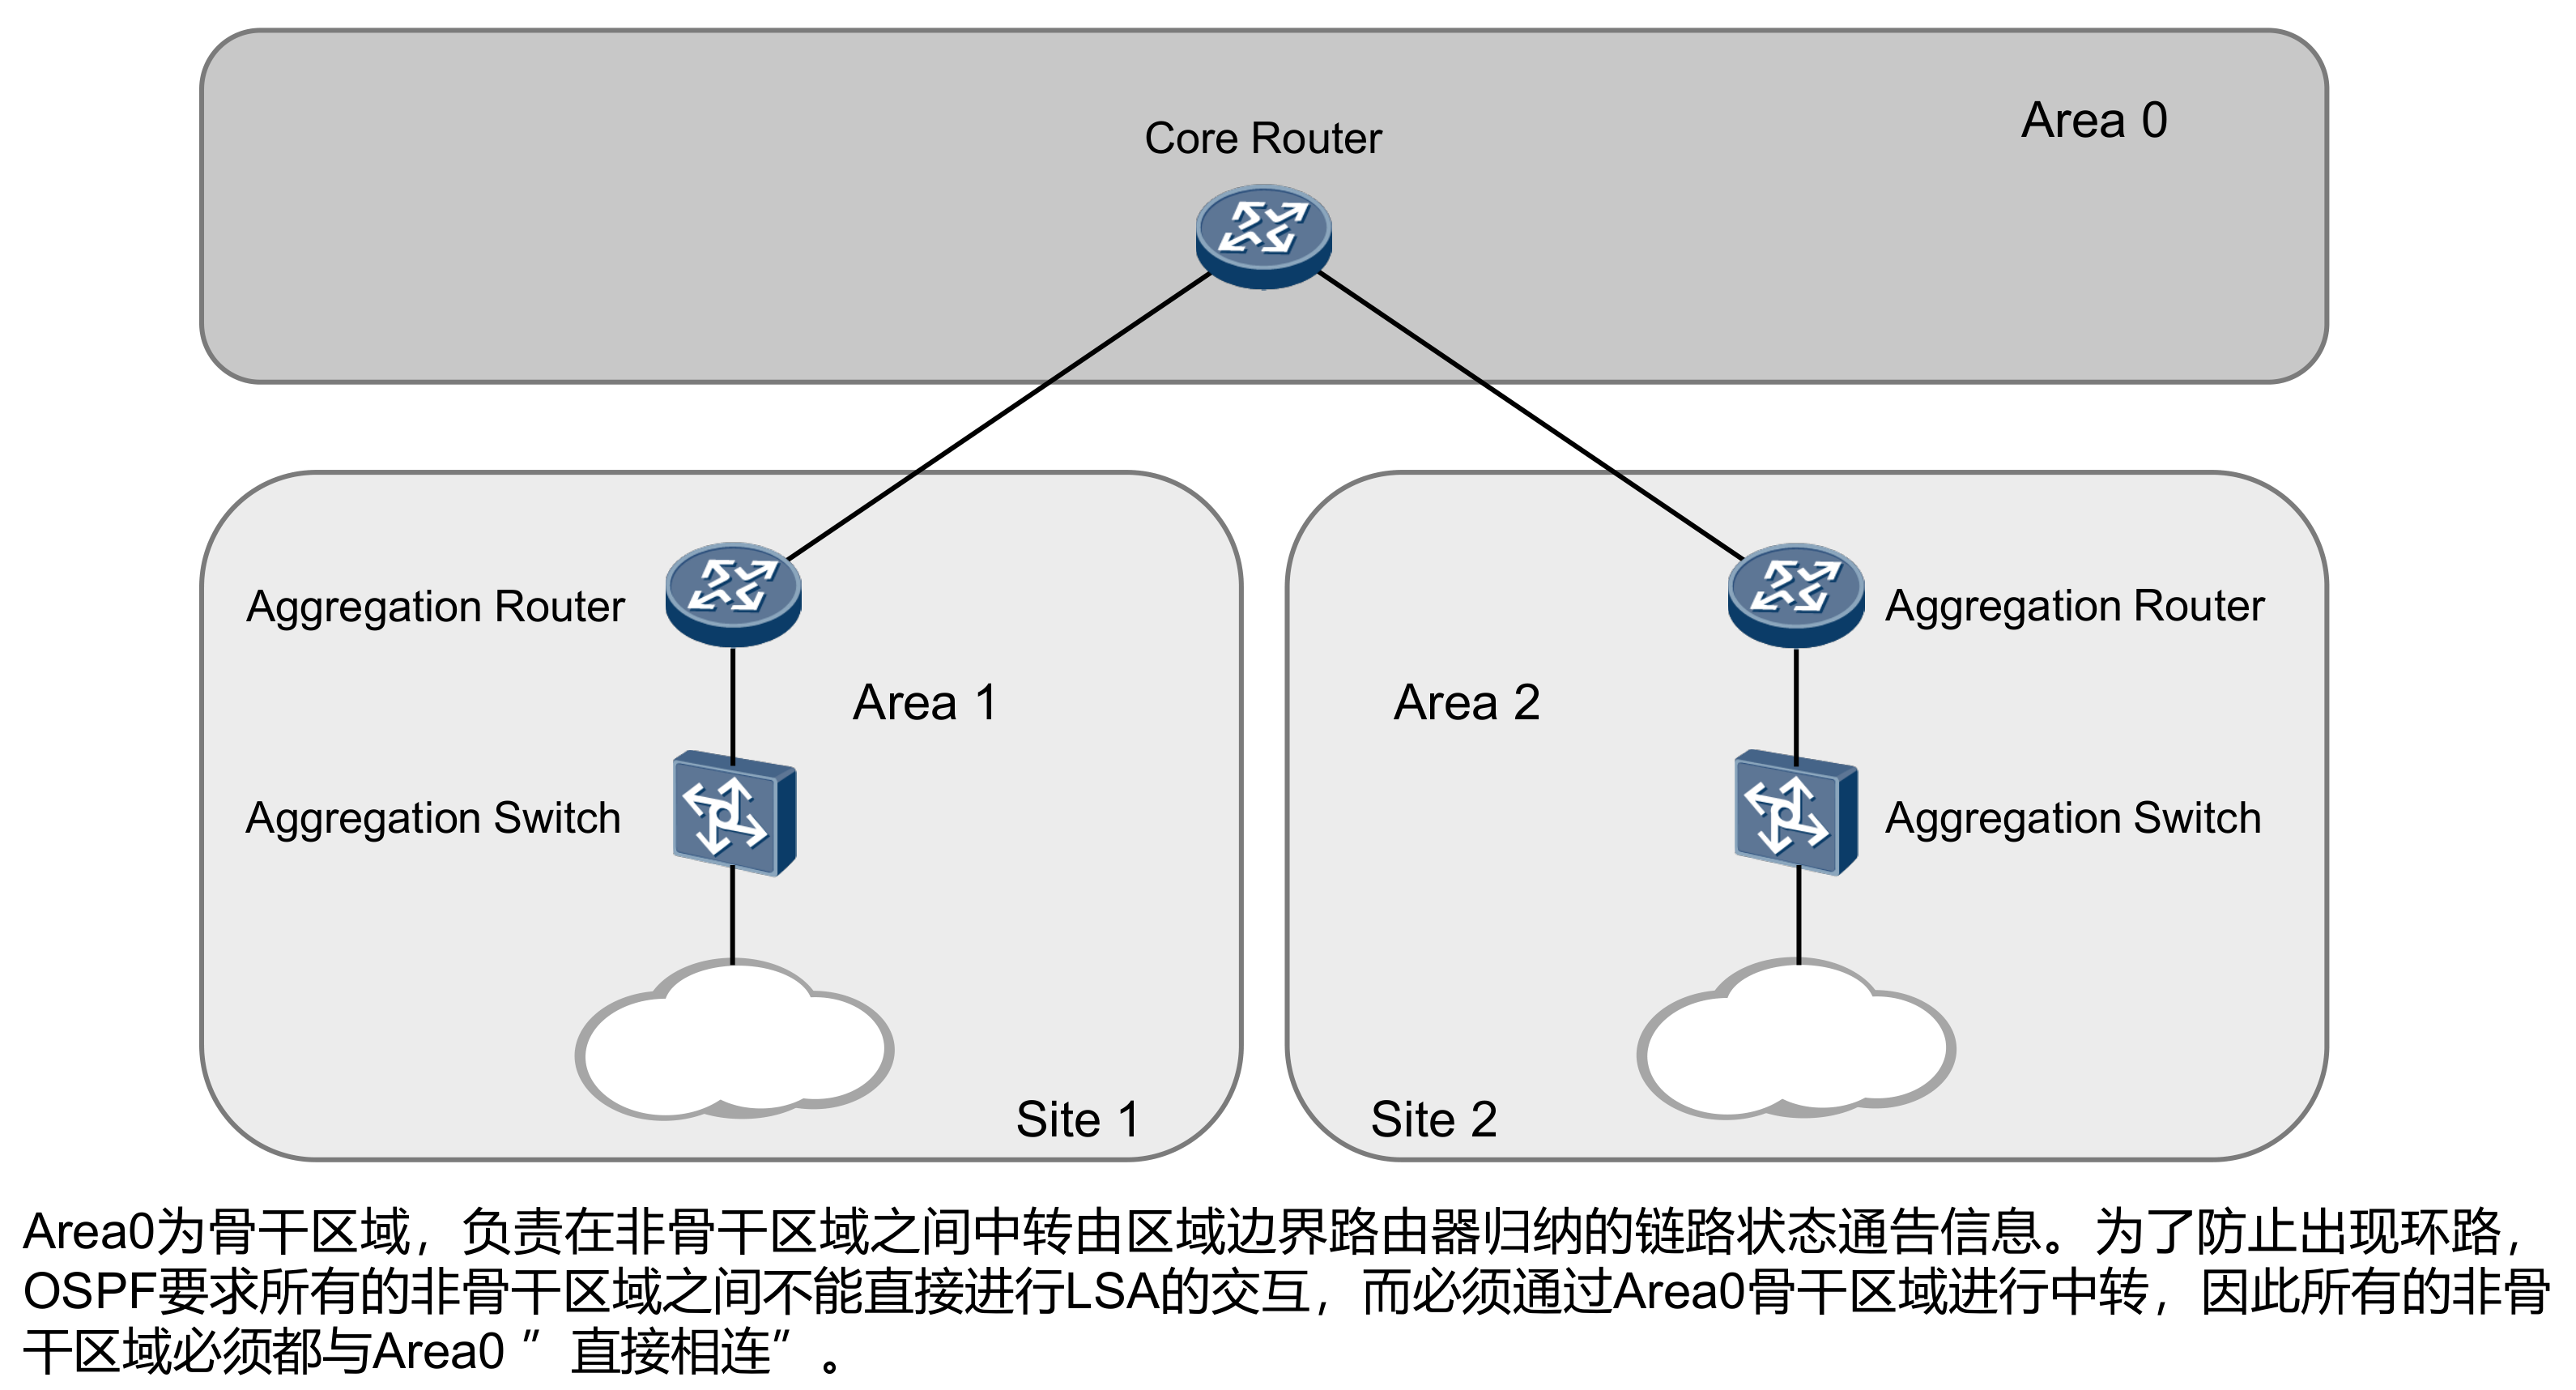 Area 0
Core Router
Aggregation Router
Aggregation Router
Area 1
Area 2
Aggregation Switch
Aggregation Switch
Site 1
Site 2
Area0为骨干区域，负责在非骨干区域之间中转由区域边界路由器归纳的链路状态通告信息。为了防止出现环路，
OSPF要求所有的非骨干区域之间不能直接进行LSA的交互，而必须通过Area0骨干区域进行中转，因此所有的非骨
干区域必须都与Area0 ”直接相连”。